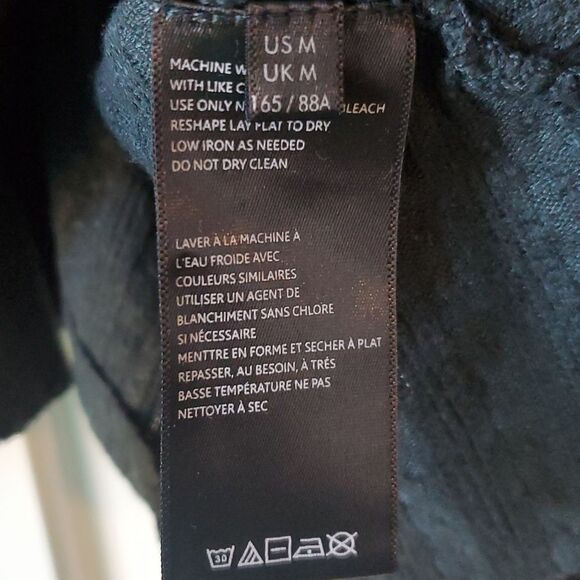 US M
UK M
165 / 88A
MACHINE
WITH LIKE
USE ONLY BLEACH
RESHAPE LAY FLAT TO DRY
LOW IRON AS NEEDED
DO NOT DRY CLEAN
LAVER À LA MACHINE À
L'EAU FROIDE AVEC
COULEURS SIMILAIRES
UTILISER UN AGENT DE
BLANCHIMENT SANS CHLORE
SI NÉCESSAIRE
MENTTRE EN FORME ET SECHER À PLAT
REPASSER, AU BESOIN, À TRÉS
BASSE TEMPÉRATURE NE PAS
NETTOYER À SEC
30